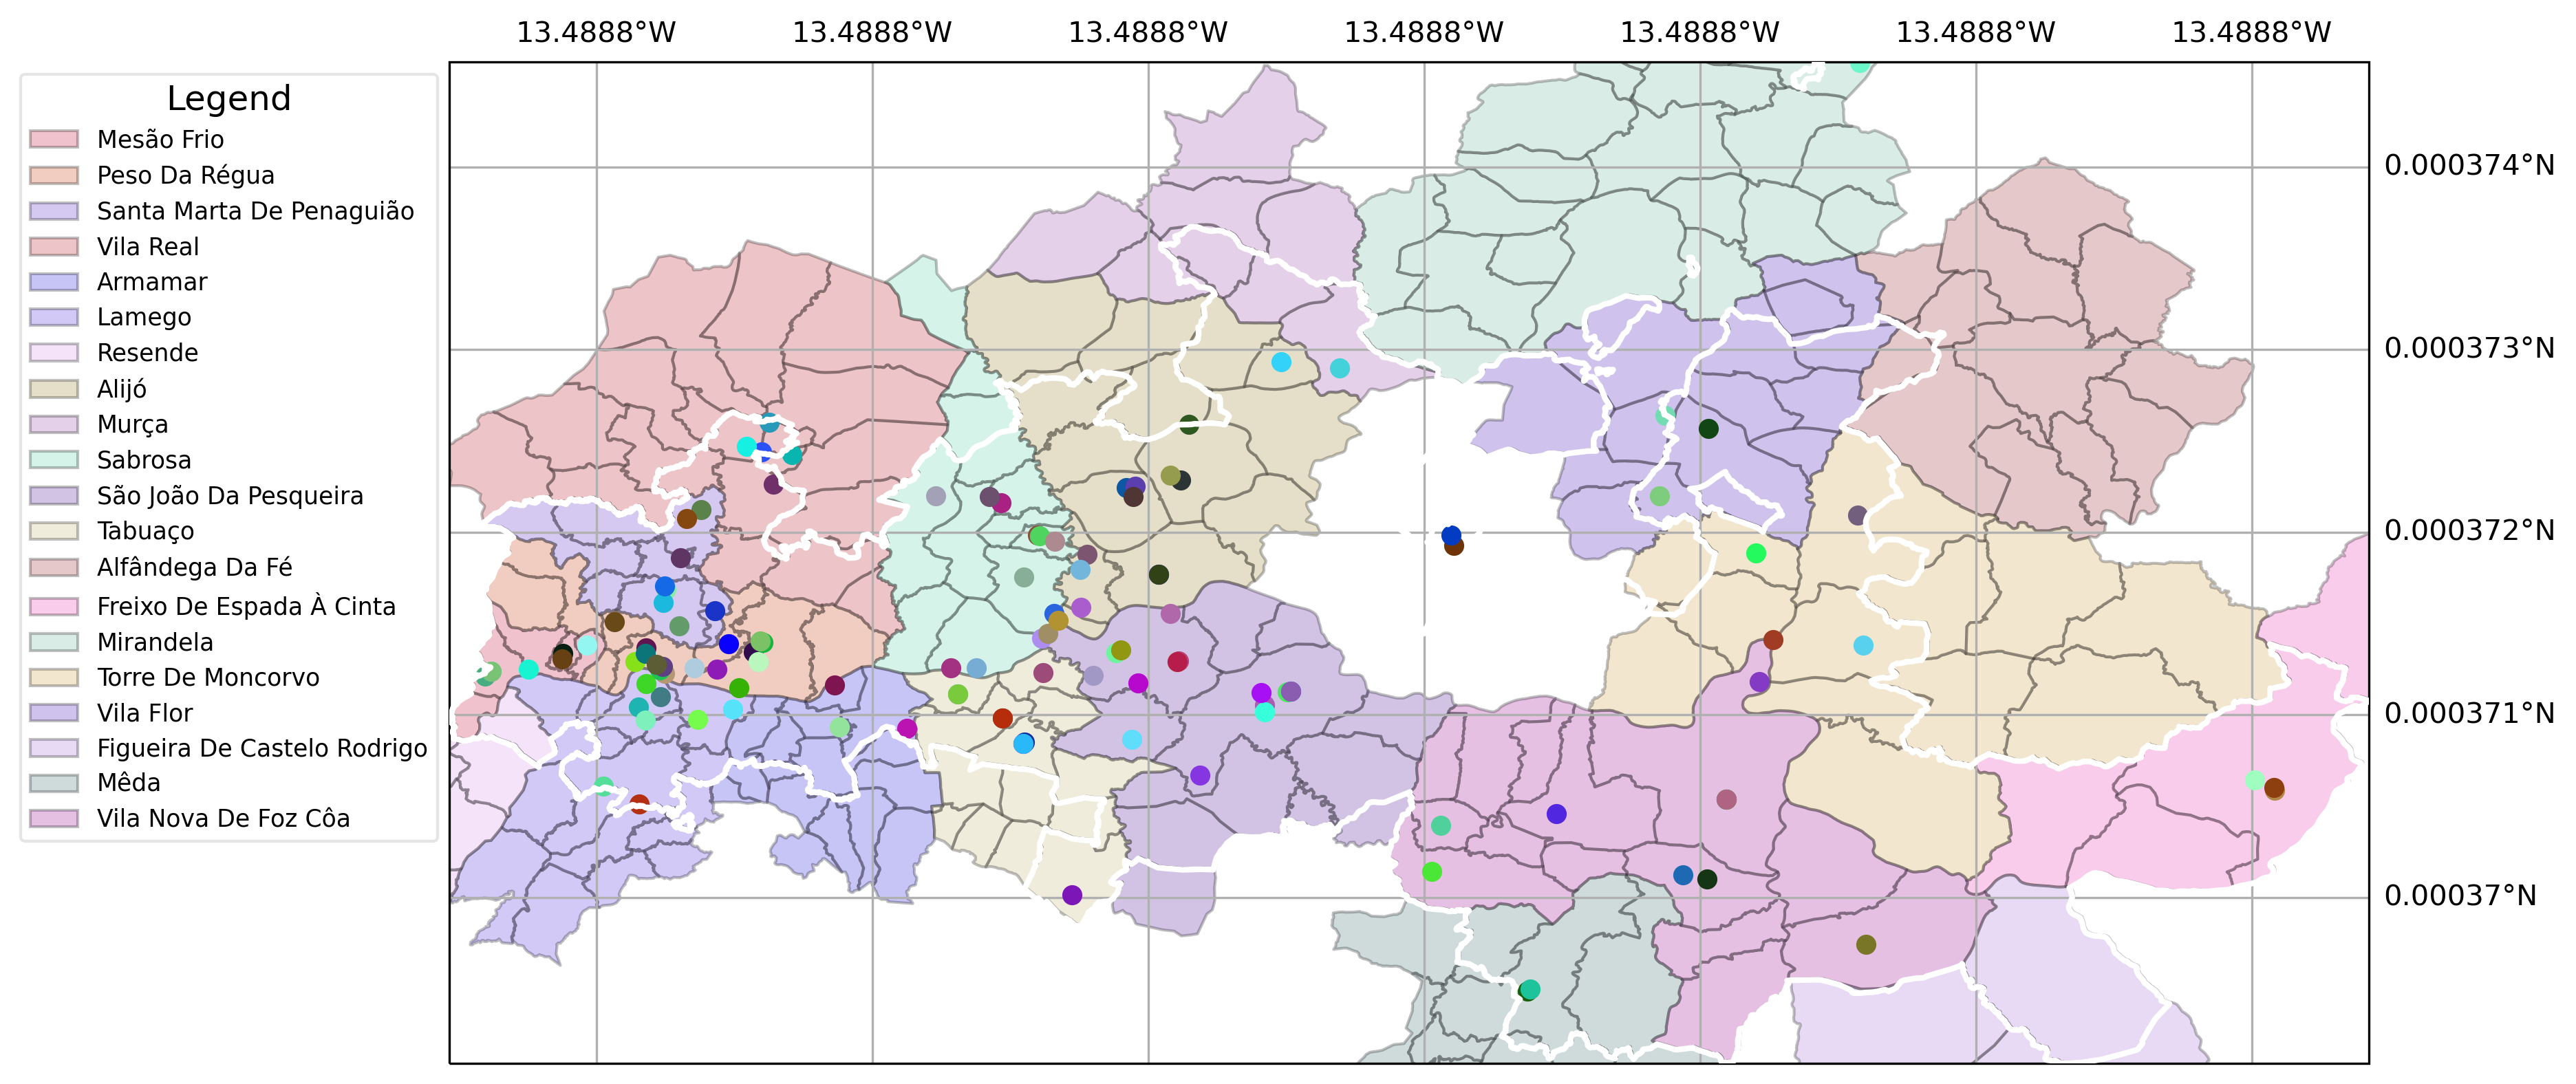 13.4888°W 13.4888°W 13.4888°W 13.4888°W 13.4888°W 13.4888°W 13.4888°W
Legend
Mesão Frio
Peso Da Régua
Santa Marta De Penaguião
Vila Real
Armamar
Lamego
Resende
Alijó
Murça
Sabrosa
São João Da Pesqueira
Tabuaço
Alfândega Da Fé
Freixo De Espada À Cinta
Mirandela
Torre De Moncorvo
Vila Flor
Figueira De Castelo Rodrigo
Mêda
Vila Nova De Foz Côa
0.000374°N
0.000373°N
0.000372°N
0.000371°N
0.00037°N